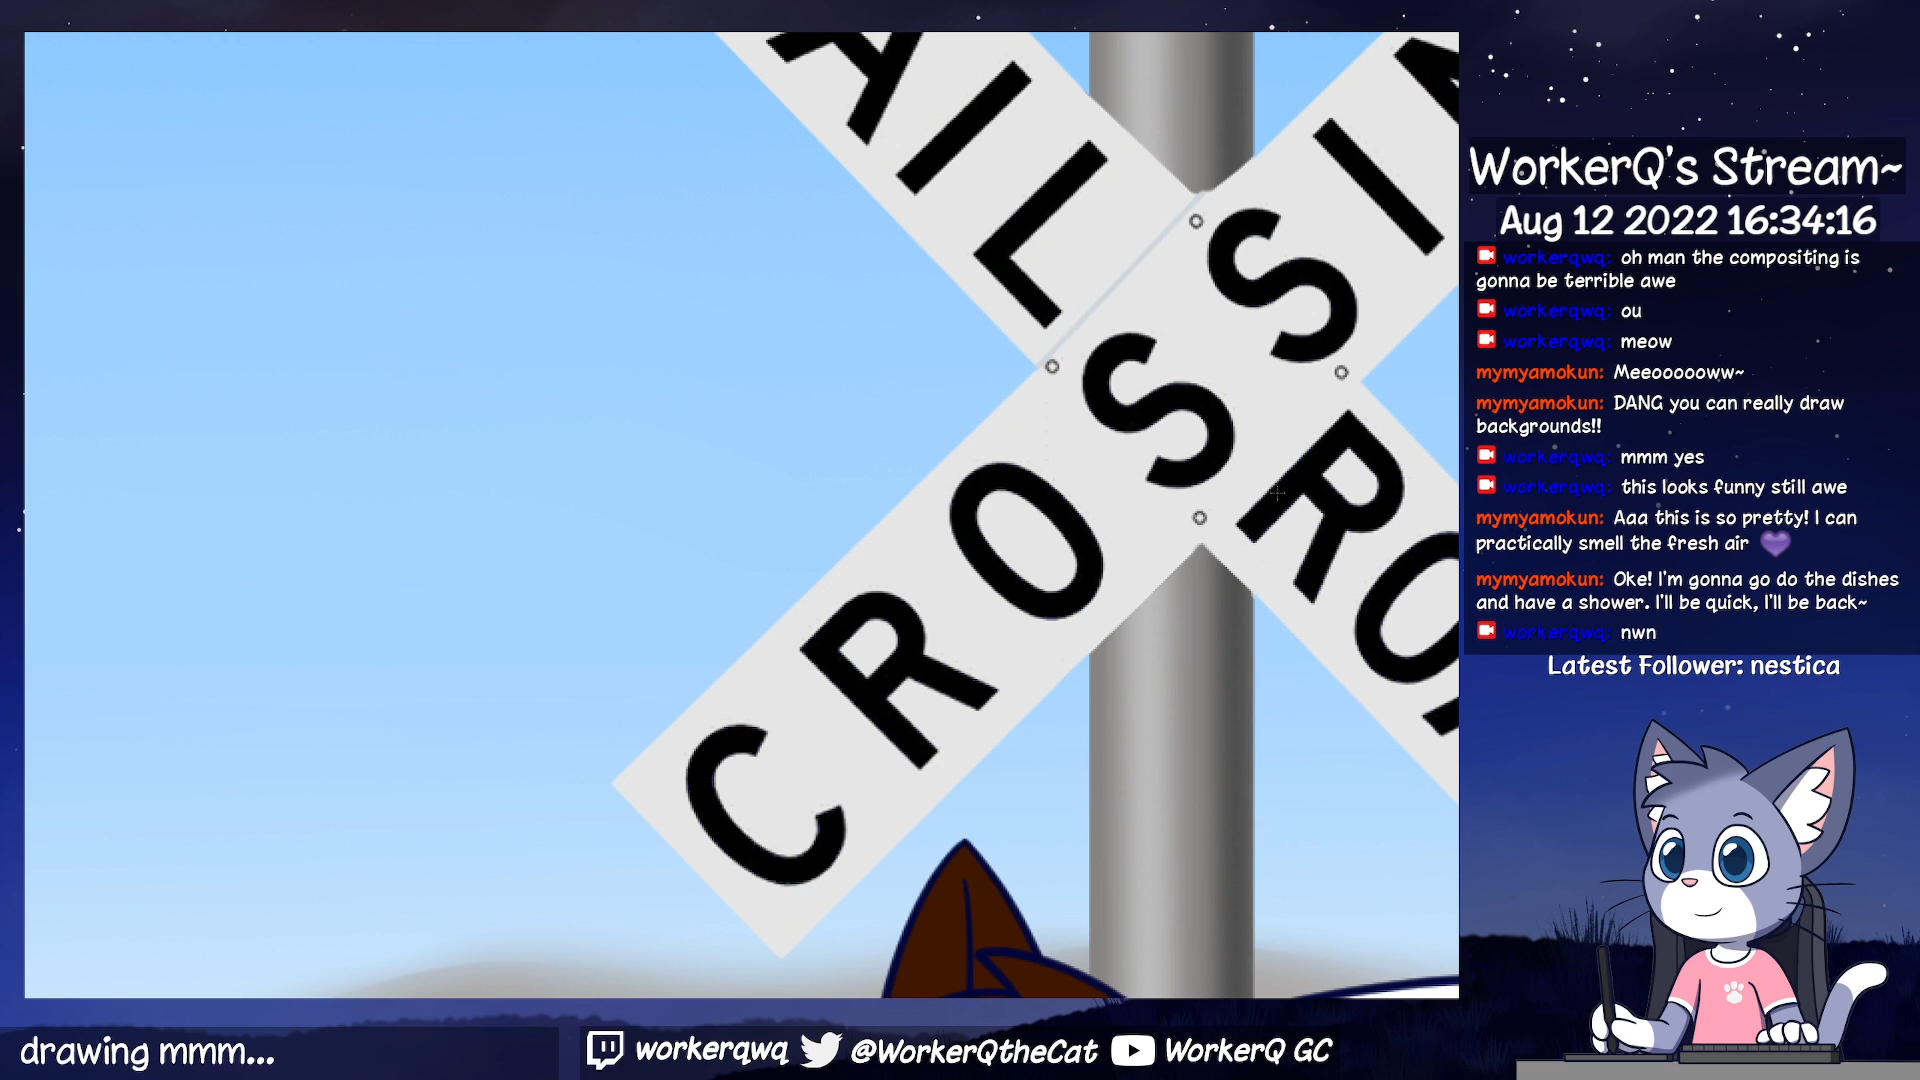 AIL
CROSSIN
ROA
WorkerQ's Stream~
Aug 12 2022 16:34:16
workerqwq: oh man the compositing is
gonna be terrible awe
workerqwq: ou
workerqwq: meow
mymyamokun: Meeoooooww~
mymyamokun: DANG you can really draw
backgrounds!!
workerqwq: mmm yes
workerqwq: this looks funny still awe
mymyamokun: Aaa this is so pretty! I can
practically smell the fresh air
mymyamokun: Oke! I'm gonna go do the dishes
and have a shower. I'll be quick, I'll be back~
workerqwq: nwn
Latest Follower: nestica
drawing mmm...
workerqwq
@WorkerQtheCat
WorkerQ GC